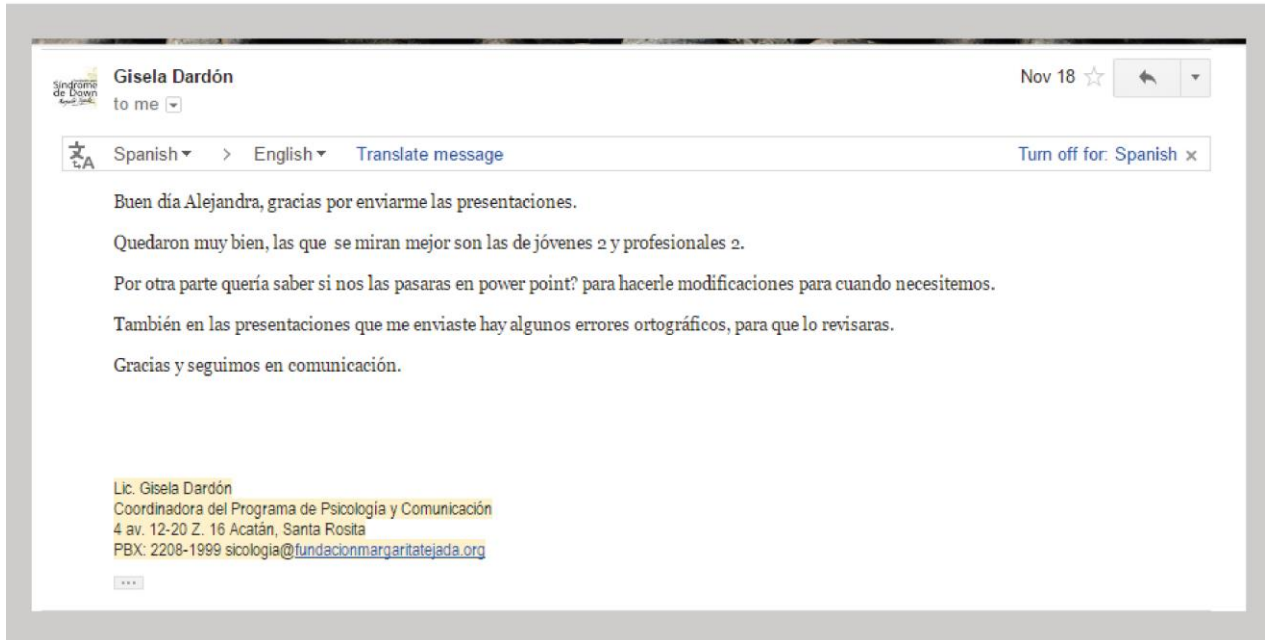 Síndrome
de Down
Gisela Dardón
Nov 18
to me
Spanish > English Translate message Turn off for: Spanish x
Buen día Alejandra, gracias por enviarme las presentaciones.
Quedaron muy bien, las que se miran mejor son las de jóvenes 2 y profesionales 2.
Por otra parte quería saber si nos las pasaras en power point? para hacerle modificaciones para cuando necesitemos.
También en las presentaciones que me enviaste hay algunos errores ortográficos, para que lo revisaras.
Gracias y seguimos en comunicación.
Lic. Gisela Dardón
Coordinadora del Programa de Psicología y Comunicación
4 av. 12-20 Z. 16 Acatán, Santa Rosita
PBX: 2208-1999 sicologia@fundacionmargaritatejada.org